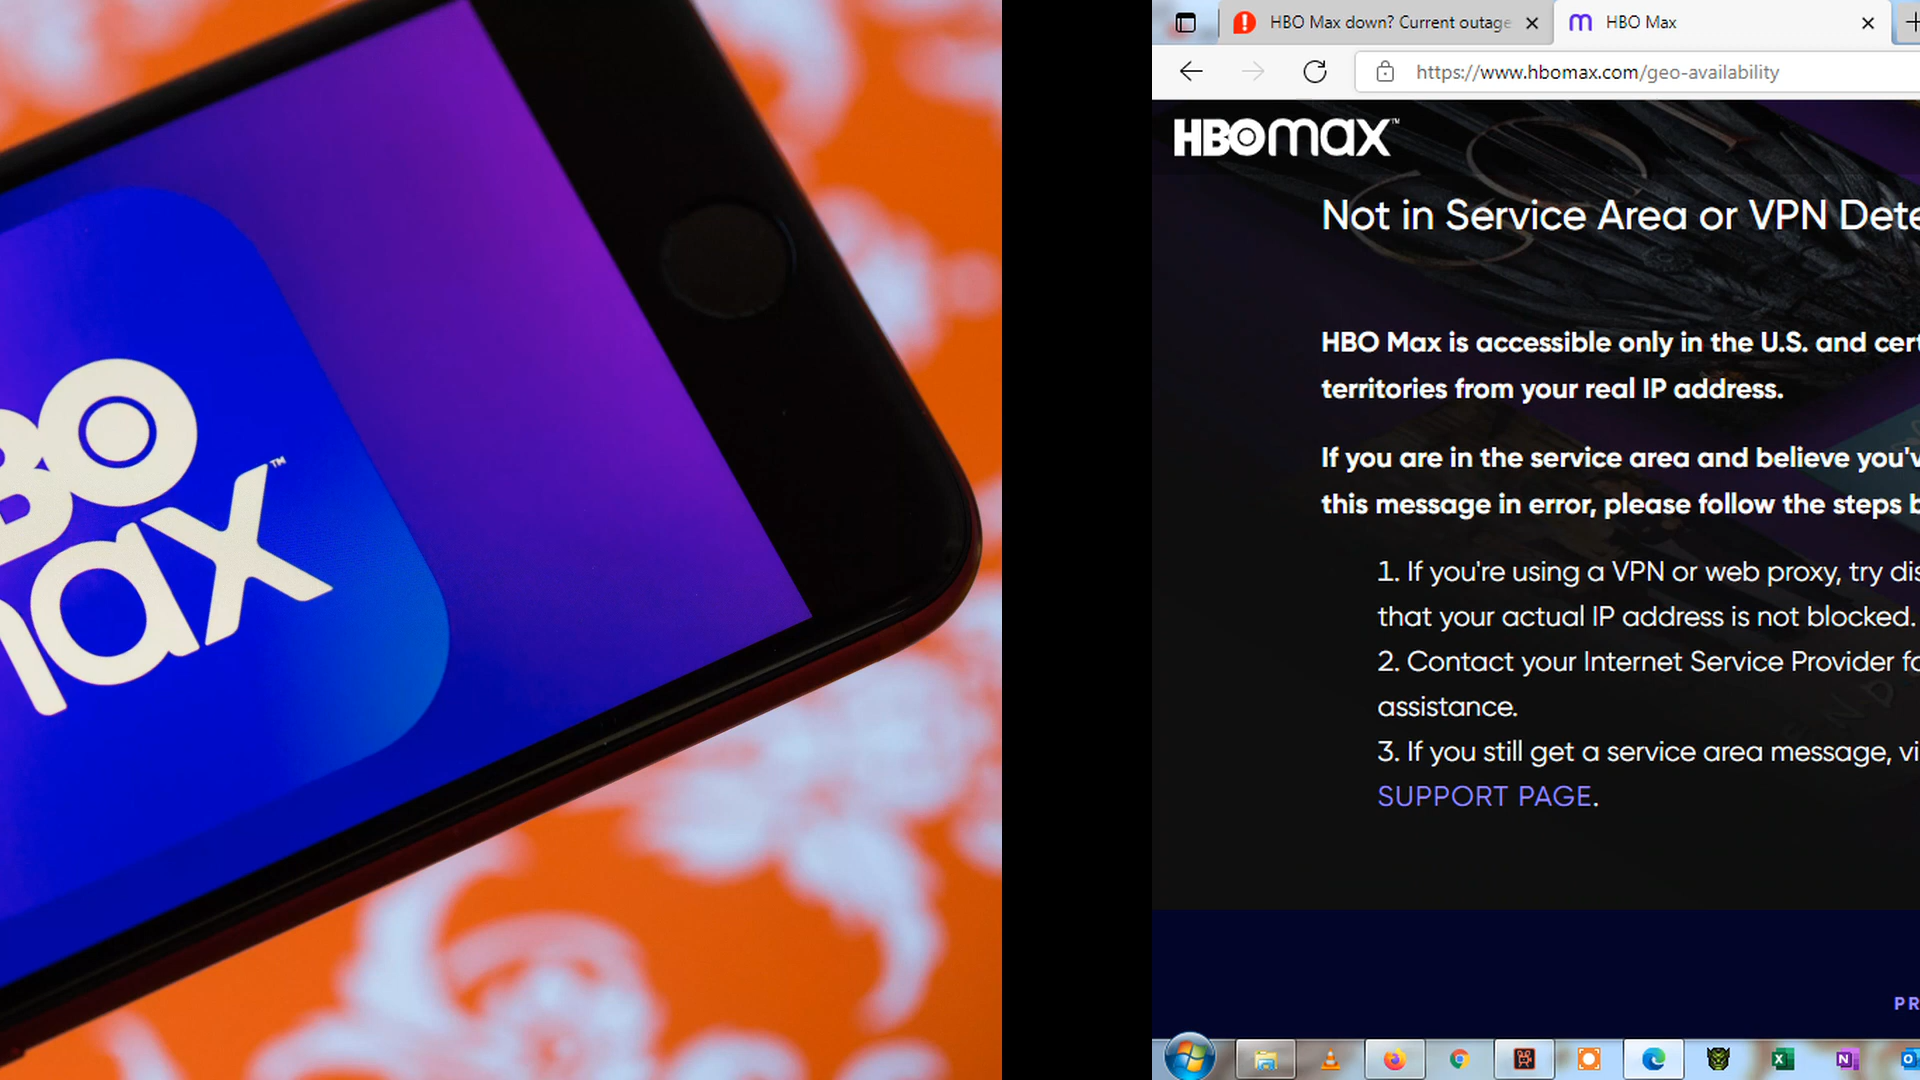 BO
max™
HBO Max down? Current outage
HBO Max
https://www.hbomax.com/geo-availability
HBOmax™
Not in Service Area or VPN Dete
HBO Max is accessible only in the U.S. and cert
territories from your real IP address.
If you are in the service area and believe you'v
this message in error, please follow the steps b
1. If you're using a VPN or web proxy, try dis
that your actual IP address is not blocked.
2. Contact your Internet Service Provider fo
assistance.
3. If you still get a service area message, vi
SUPPORT PAGE.
PR